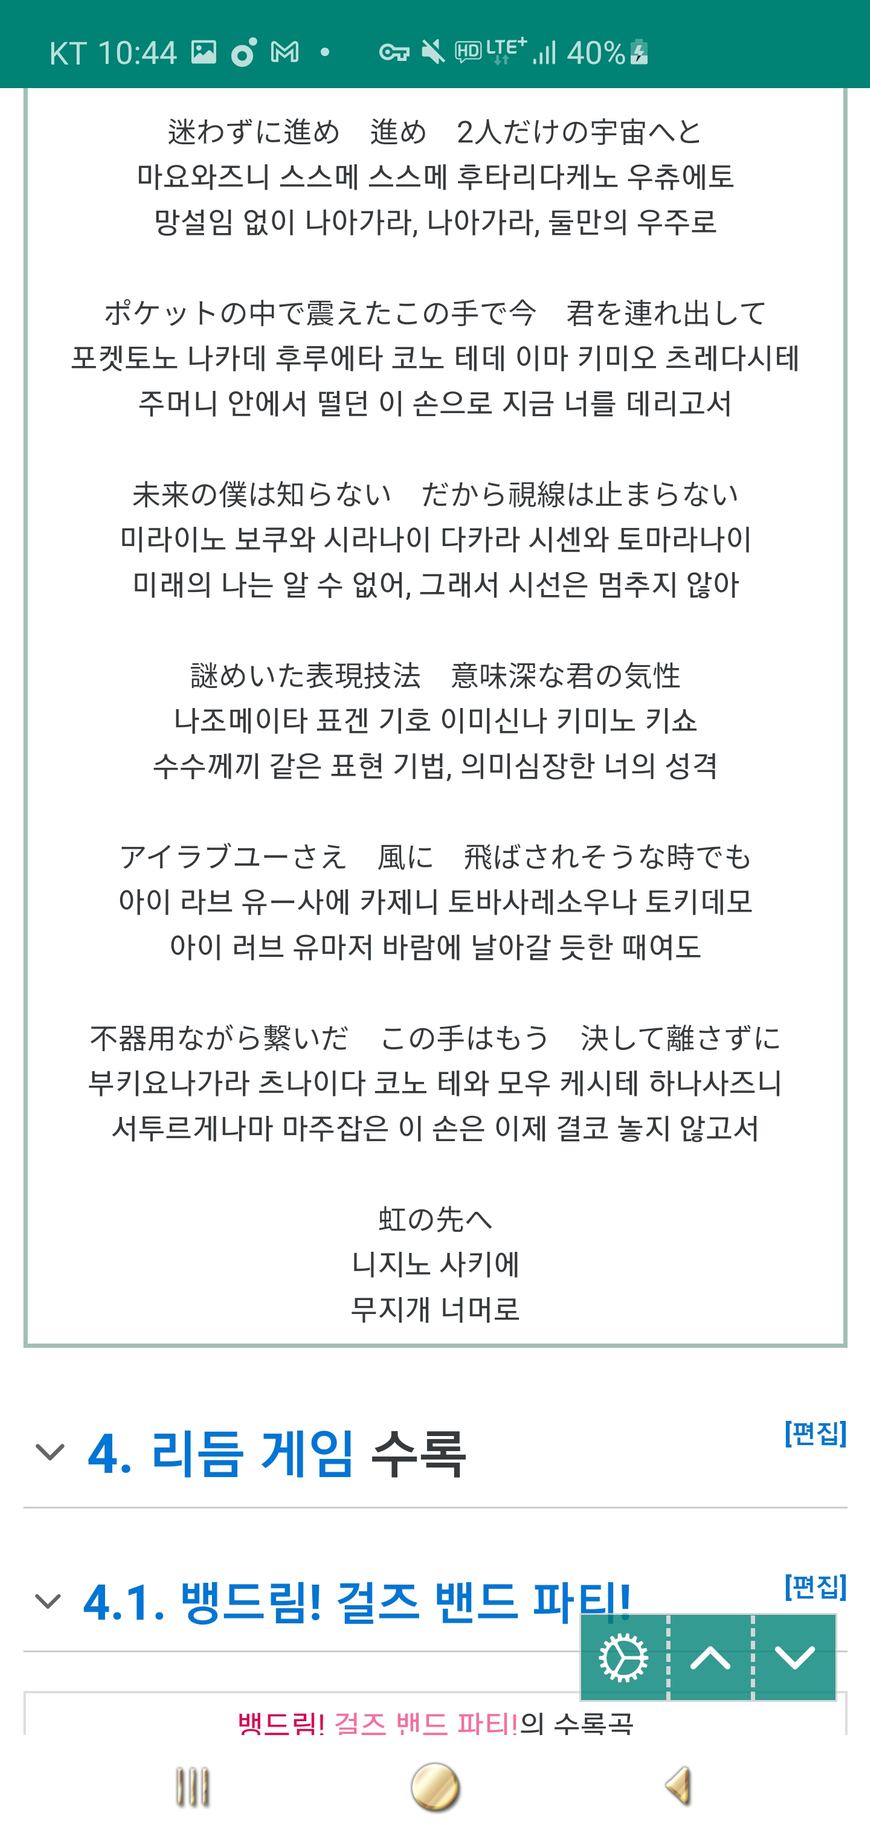 KT 10:44 HD LTE+ 40%
迷わずに進め　進め　2人だけの宇宙へと
마요와즈니 스스메 스스메 후타리다케노 우츄에토
망설임 없이 나아가라, 나아가라, 둘만의 우주로
ポケットの中で震えたこの手で今　君を連れ出して
포켓토노 나카데 후루에타 코노 테데 이마 키미오 츠레다시테
주머니 안에서 떨던 이 손으로 지금 너를 데리고서
未来の僕は知らない　だから視線は止まらない
미라이노 보쿠와 시라나이 다카라 시센와 토마라나이
미래의 나는 알 수 없어, 그래서 시선은 멈추지 않아
謎めいた表現技法　意味深な君の気性
나조메이타 표겐 기호 이미신나 키미노 키쇼
수수께끼 같은 표현 기법, 의미심장한 너의 성격
アイラブユーさえ　風に　飛ばされそうな時でも
아이 라브 유ー사에 카제니 토바사레소우나 토키데모
아이 러브 유마저 바람에 날아갈 듯한 때여도
不器用ながら繋いだ　この手はもう　決して離さずに
부키요나가라 츠나이다 코노 테와 모우 케시테 하나사즈니
서투르게나마 마주잡은 이 손은 이제 결코 놓지 않고서
虹の先へ
니지노 사키에
무지개 너머로
4. 리듬 게임 수록 [편집]
4.1. 뱅드림! 걸즈 밴드 파티! [편집]
뱅드림! 걸즈 밴드 파티!의 수록곡